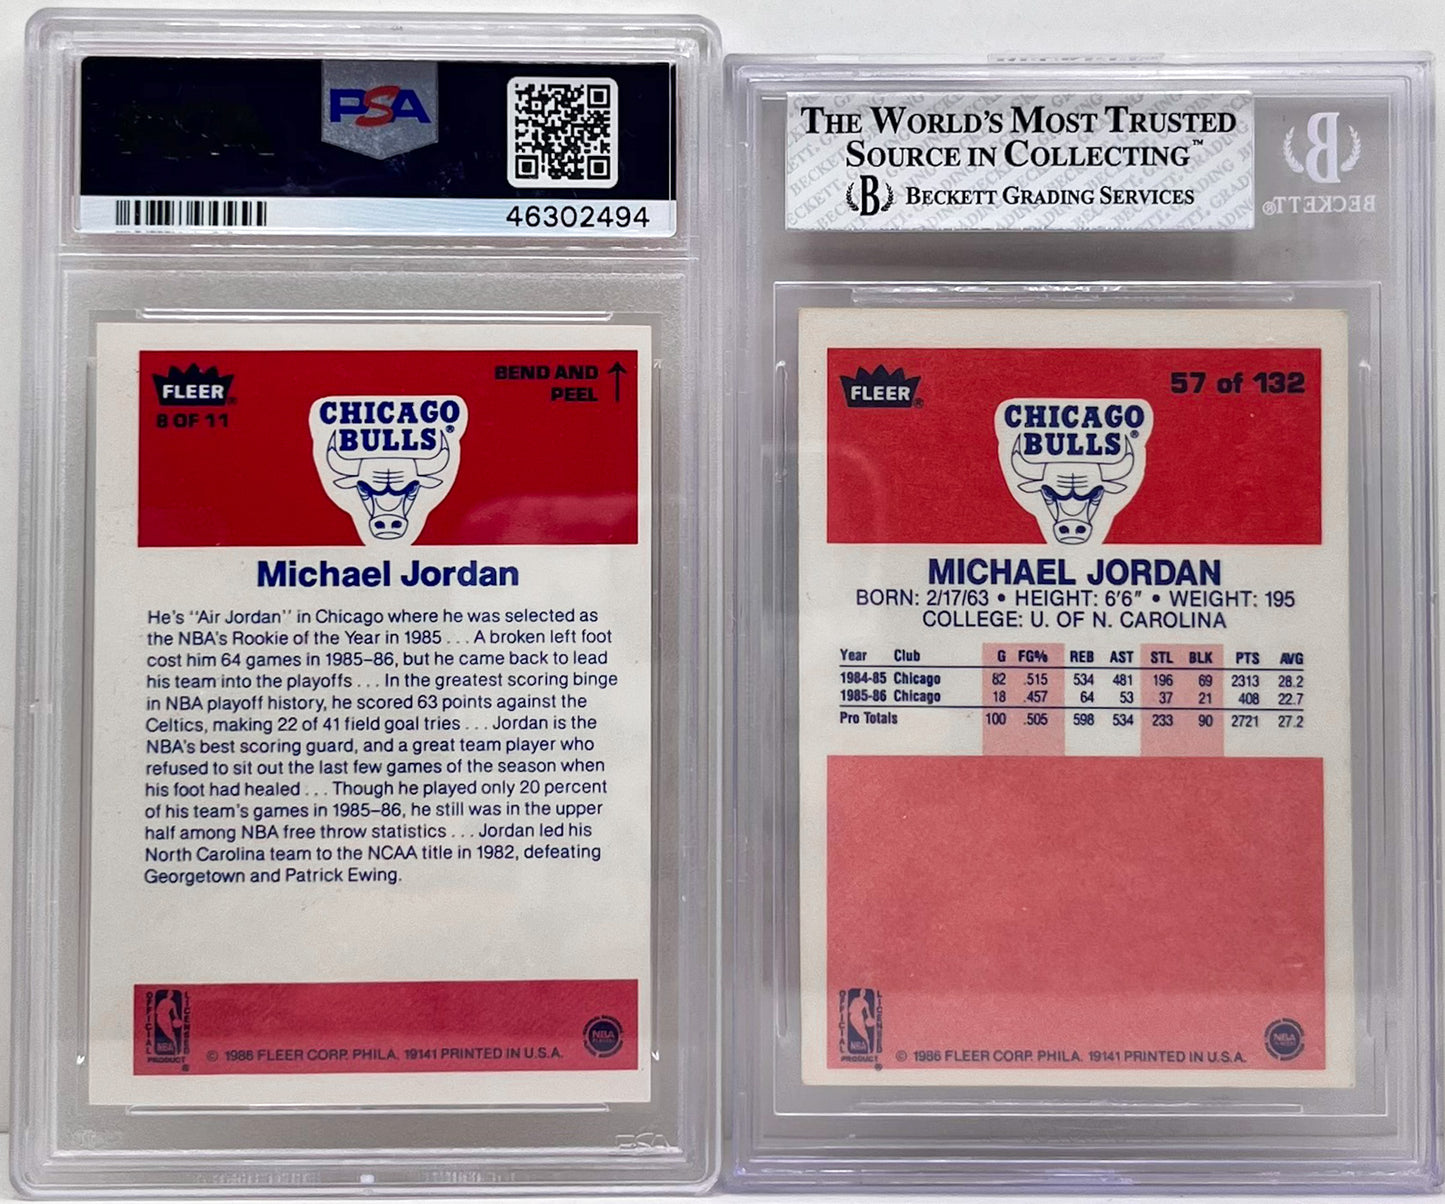 PSA
46302494
FLEER®
8 OF 11
BEND AND
PEEL
CHICAGO
BULLS®
Michael Jordan
He's "Air Jordan" in Chicago where he was selected as
the NBA's Rookie of the Year in 1985 . . . A broken left foot
cost him 64 games in 1985–86, but he came back to lead
his team into the playoffs . . . In the greatest scoring binge
in NBA playoff history, he scored 63 points against the
Celtics, making 22 of 41 field goal tries . . . Jordan is the
NBA's best scoring guard, and a great team player who
refused to sit out the last few games of the season when
his foot had healed . . . Though he played only 20 percent
of his team's games in 1985–86, he still was in the upper
half among NBA free throw statistics . . . Jordan led his
North Carolina team to the NCAA title in 1982, defeating
Georgetown and Patrick Ewing.
OFFICIAL
LICENSED
NBA
PRODUCT
®
© 1986 FLEER CORP. PHILA. 19141 PRINTED IN U.S.A.
NBA
PSA
THE WORLD'S MOST TRUSTED
SOURCE IN COLLECTING™
B BECKETT GRADING SERVICES
B
BECKETT®
FLEER®
57 of 132
CHICAGO
BULLS®
MICHAEL JORDAN
BORN: 2/17/63 • HEIGHT: 6'6" • WEIGHT: 195
COLLEGE: U. OF N. CAROLINA
Year Club G FG% REB AST STL BLK PTS AVG
1984-85 Chicago 82 .515 534 481 196 69 2313 28.2
1985-86 Chicago 18 .457 64 53 37 21 408 22.7
Pro Totals 100 .505 598 534 233 90 2721 27.2
OFFICIAL
LICENSED
NBA
PRODUCT
®
© 1986 FLEER CORP. PHILA. 19141 PRINTED IN U.S.A.
NBA